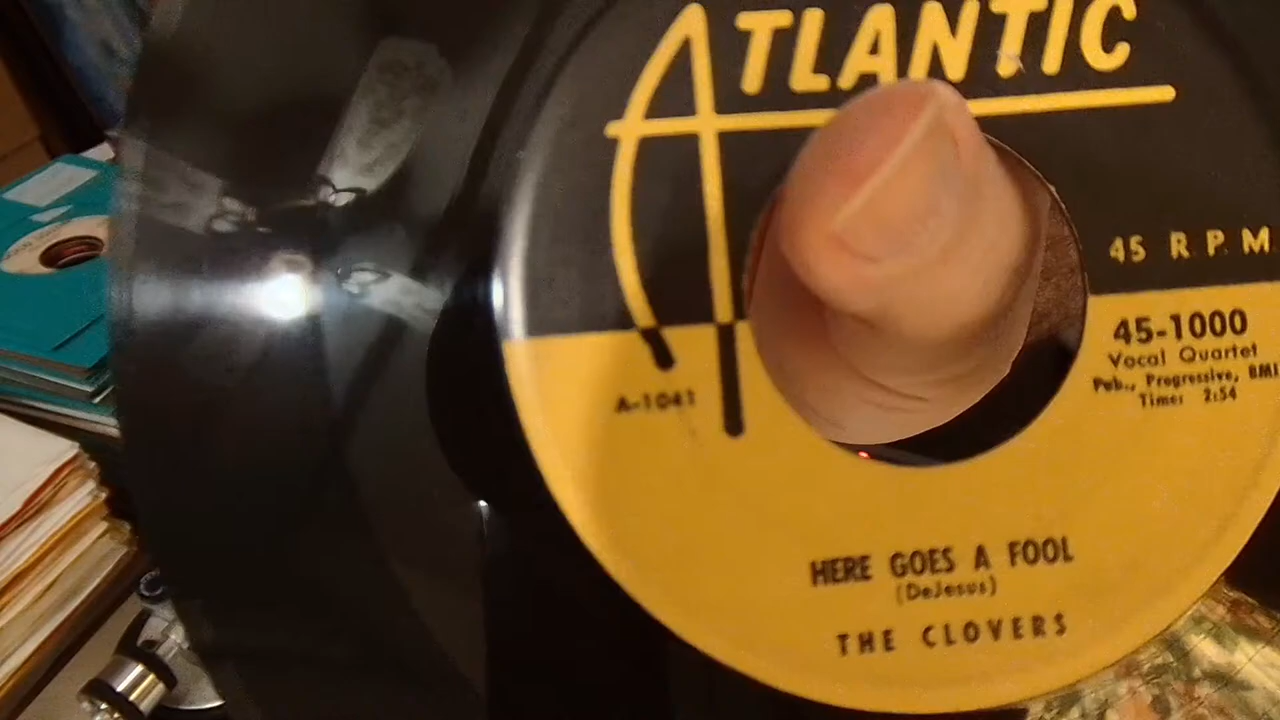 ATLANTIC
45 R.P.M.
45-1000
Vocal Quartet
Pub., Progressive, BMI
Time: 2:54
A-1041
HERE GOES A FOOL
(DeJesus)
THE CLOVERS